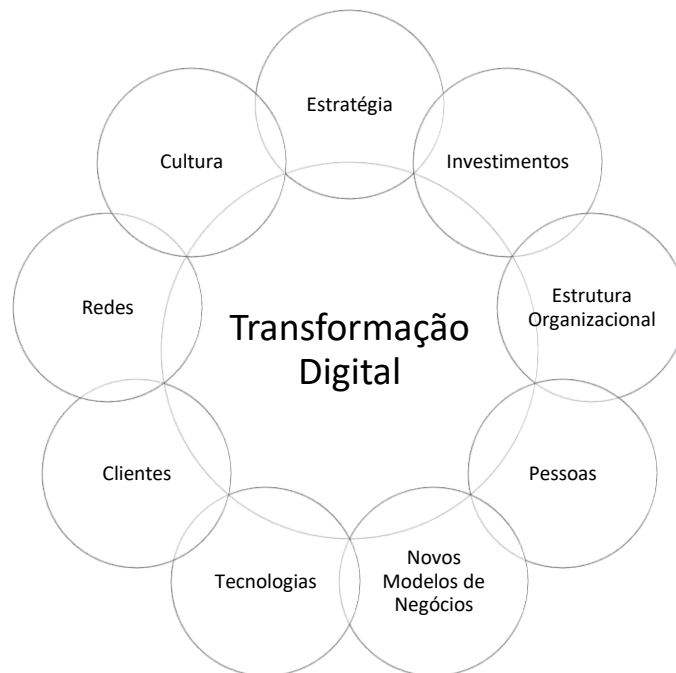 Estratégia
Investimentos
Estrutura
Organizacional
Pessoas
Novos
Modelos de
Negócios
Tecnologias
Clientes
Redes
Cultura
Transformação
Digital